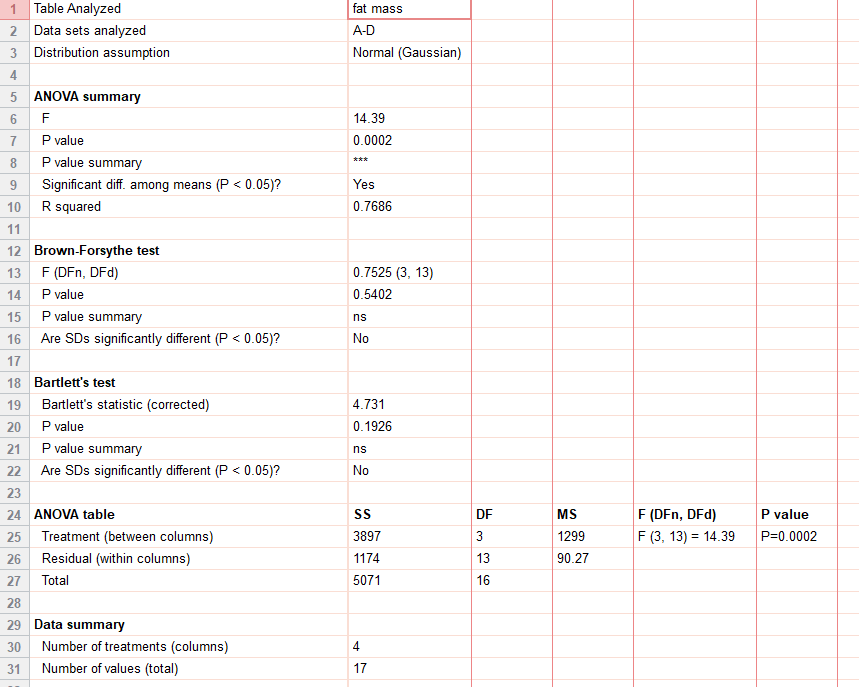 1 Table Analyzed fat mass
2 Data sets analyzed A-D
3 Distribution assumption Normal (Gaussian)
4
5 ANOVA summary
6 F 14.39
7 P value 0.0002
8 P value summary ***
9 Significant diff. among means (P < 0.05)? Yes
10 R squared 0.7686
11
12 Brown-Forsythe test
13 F (DFn, DFd) 0.7525 (3, 13)
14 P value 0.5402
15 P value summary ns
16 Are SDs significantly different (P < 0.05)? No
17
18 Bartlett's test
19 Bartlett's statistic (corrected) 4.731
20 P value 0.1926
21 P value summary ns
22 Are SDs significantly different (P < 0.05)? No
23
24 ANOVA table SS DF MS F (DFn, DFd) P value
25 Treatment (between columns) 3897 3 1299 F (3, 13) = 14.39 P=0.0002
26 Residual (within columns) 1174 13 90.27
27 Total 5071 16
28
29 Data summary
30 Number of treatments (columns) 4
31 Number of values (total) 17